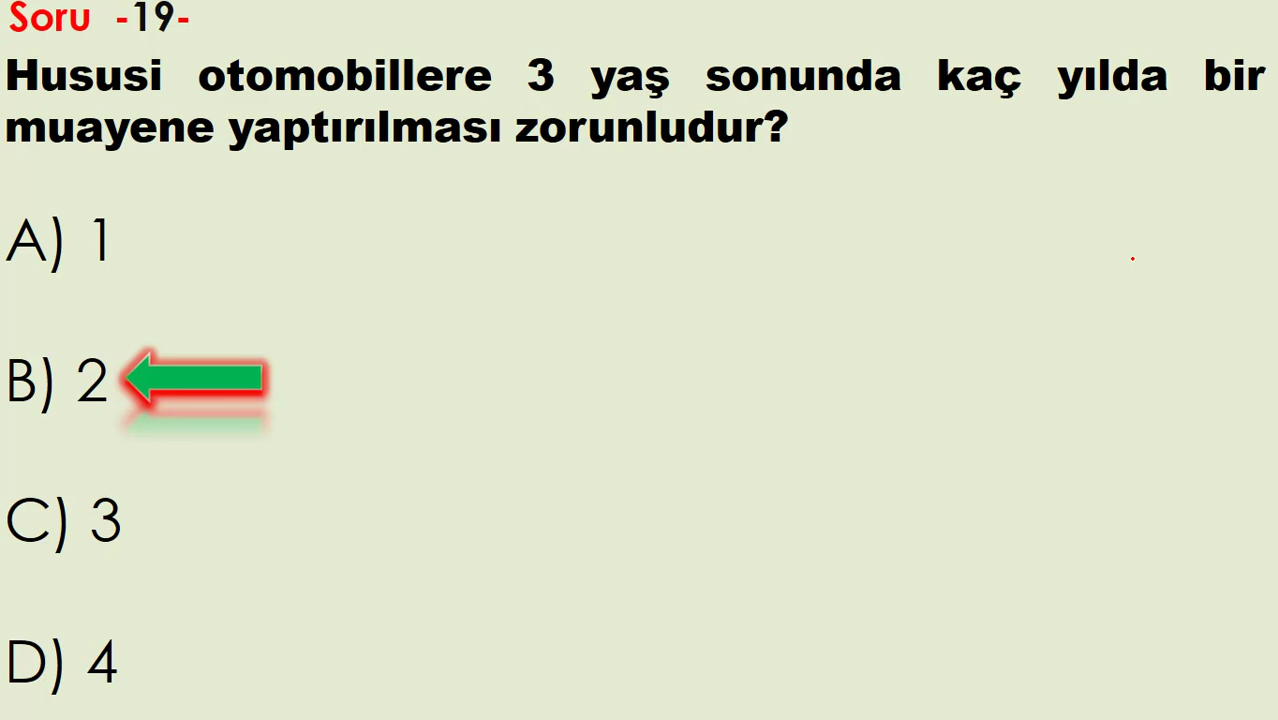 Soru -19-
Hususi otomobillere 3 yaş sonunda kaç yılda bir
muayene yaptırılması zorunludur?
A) 1
B) 2
C) 3
D) 4